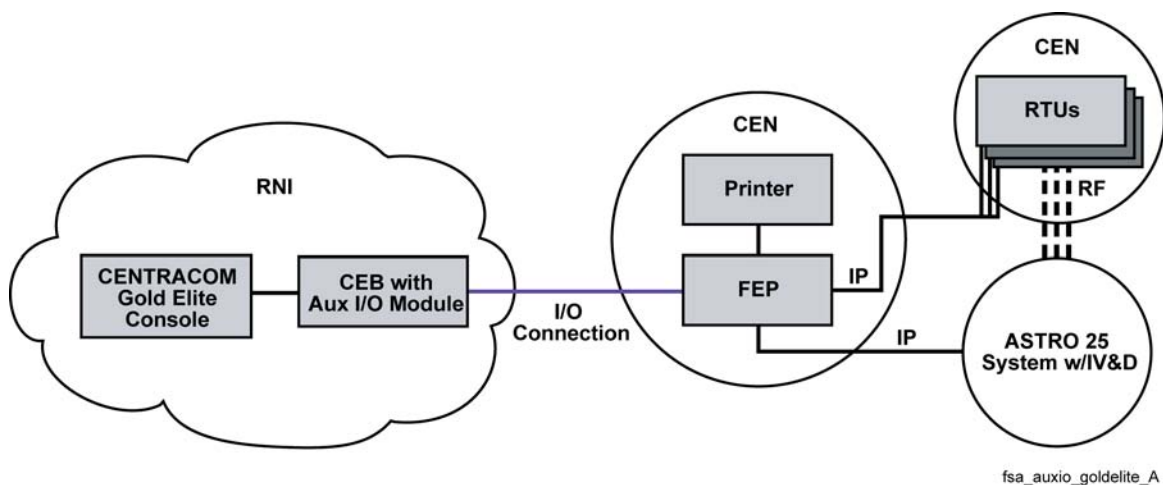 RNI
CENTRACOM
Gold Elite
Console
CEB with
Aux I/O Module
I/O
Connection
CEN
Printer
FEP
IP
IP
CEN
RTUs
RF
ASTRO 25
System w/IV&D
fsa_auxio_goldelite_A